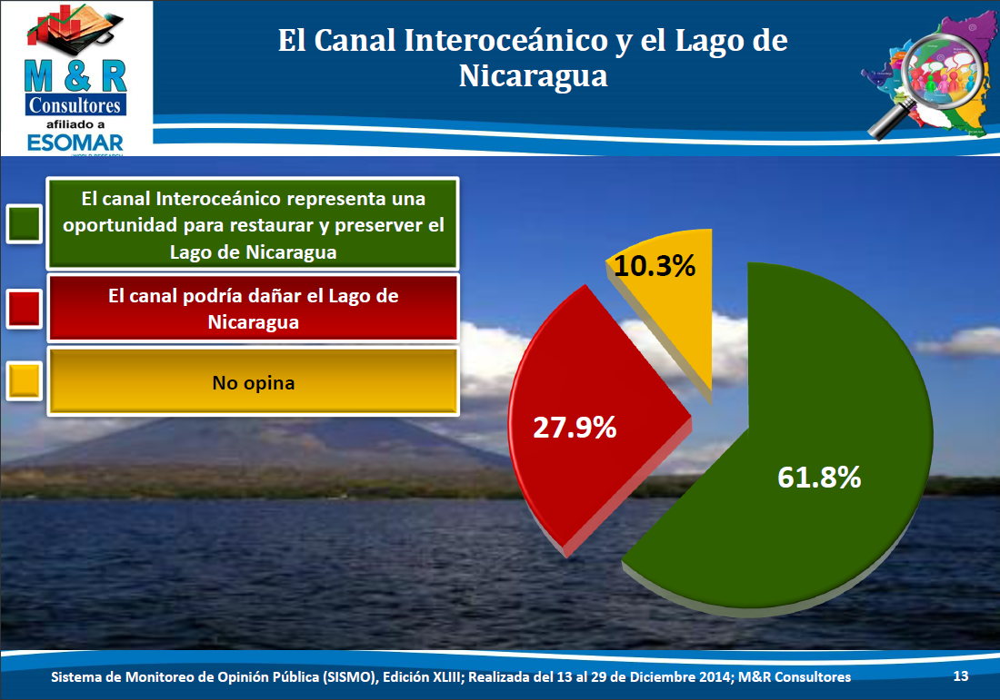 M & R
Consultores
afiliado a
ESOMAR
El Canal Interoceánico y el Lago de
Nicaragua
El canal Interoceánico representa una
oportunidad para restaurar y preserver el
Lago de Nicaragua
El canal podría dañar el Lago de
Nicaragua
No opina
10.3%
27.9%
61.8%
Sistema de Monitoreo de Opinión Pública (SISMO), Edición XLIII; Realizada del 13 al 29 de Diciembre 2014; M&R Consultores
13